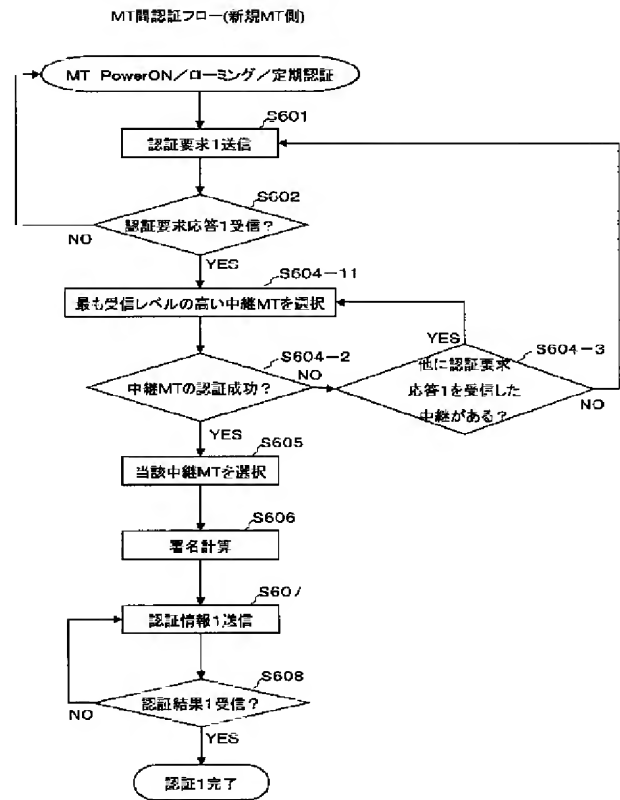 MT間認証フロー(新規MT側)
MT PowerON／ローミング／定期認証
S601
認証要求1送信
S602
認証要求応答1受信？
NO
YES
S604－11
最も受信レベルの高い中継MTを選択
YES
S604－2
S604－3
中継MTの認証成功？
NO
他に認証要求
応答1を受信した
中継がある？
NO
YES
S605
当該中継MTを選択
S606
署名計算
S607
認証情報1送信
S608
認証結果1受信？
NO
YES
認証1完了